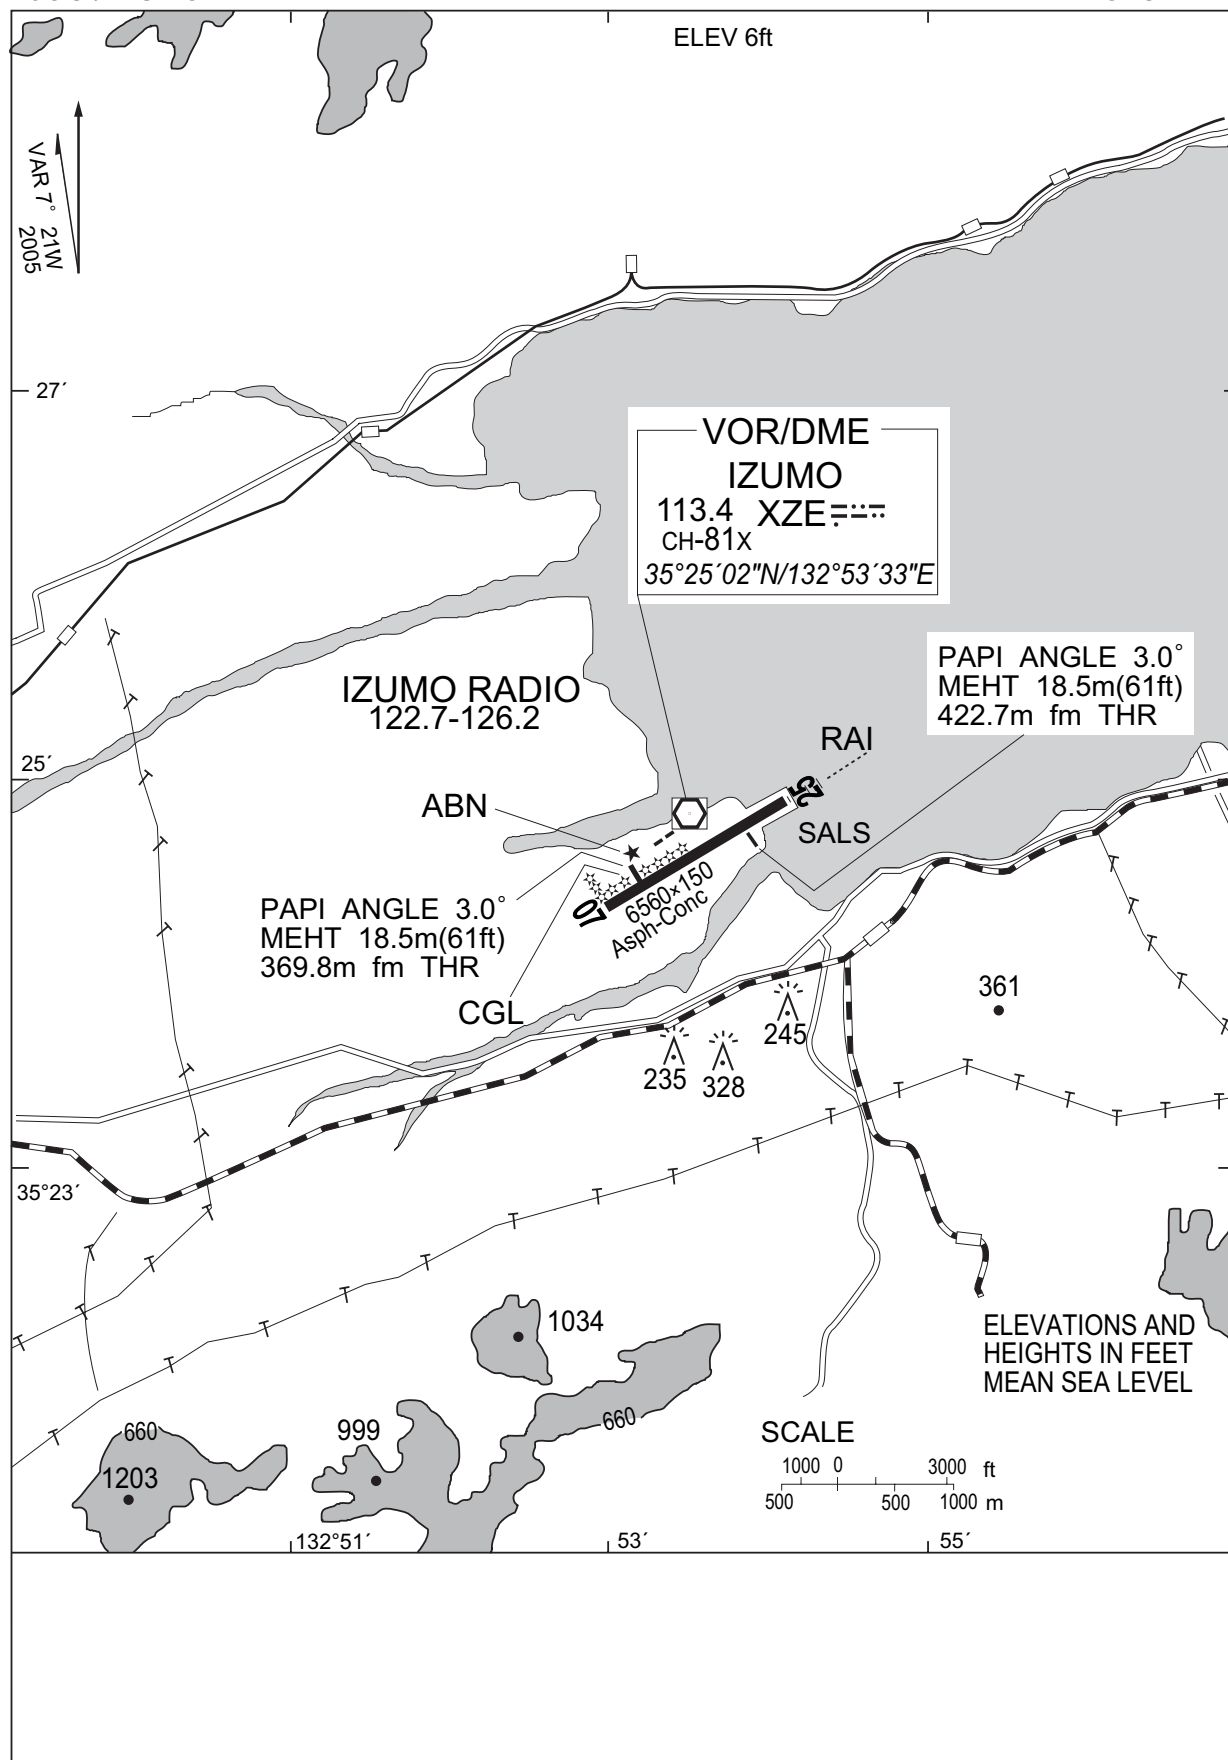 ELEV 6ft
VAR 7° 21W
2005
27′
VOR/DME
IZUMO
113.4 XZE
CH-81X
35°25′02″N/132°53′33″E
PAPI ANGLE 3.0°
MEHT 18.5m(61ft)
422.7m fm THR
IZUMO RADIO
122.7-126.2
RAI
25′
25
ABN
SALS
6560×150
Asph-Conc
07
PAPI ANGLE 3.0°
MEHT 18.5m(61ft)
369.8m fm THR
CGL
361
245
235
328
35°23′
1034
ELEVATIONS AND
HEIGHTS IN FEET
MEAN SEA LEVEL
660
999
660
1203
SCALE
1000 0 3000 ft
500 500 1000 m
132°51′
53′
55′